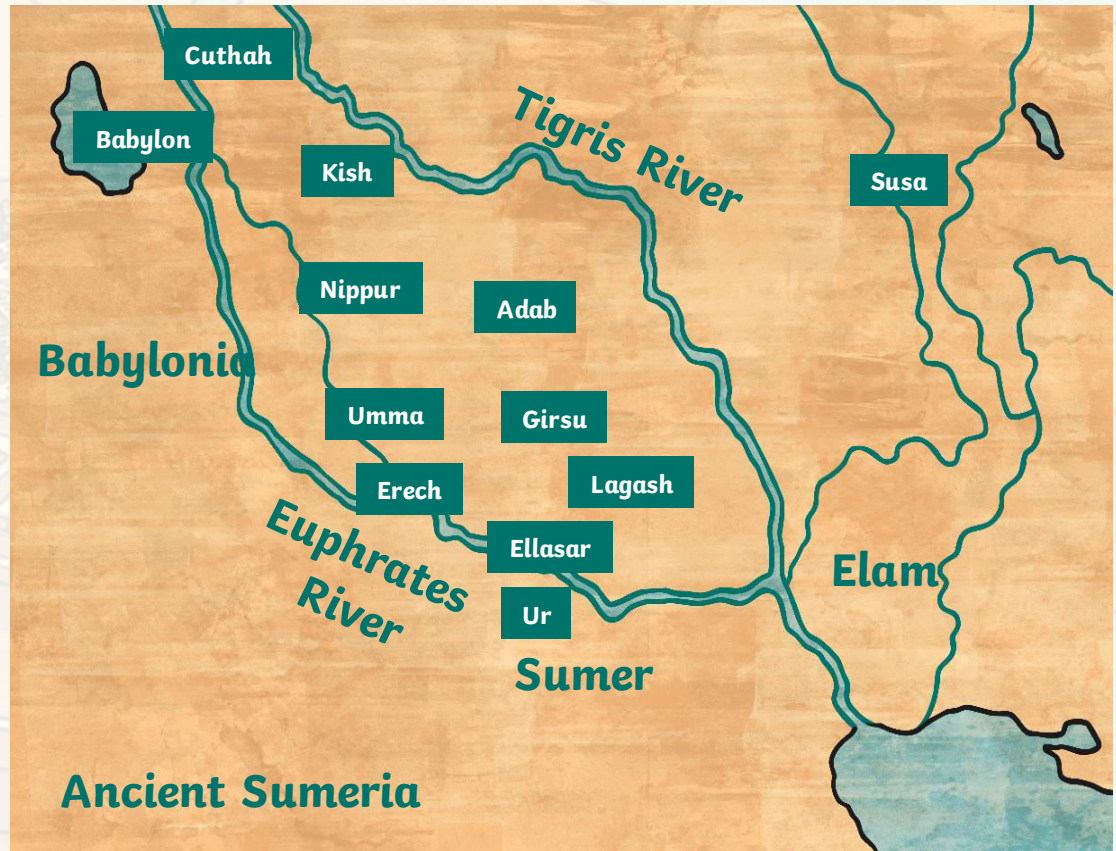 Cuthah
Tigris River
Babylon
Kish
Susa
Nippur
Adab
Babylonia
Umma
Girsu
Erech
Lagash
Euphrates
River
Ellasar
Elam
Ur
Sumer
Ancient Sumeria